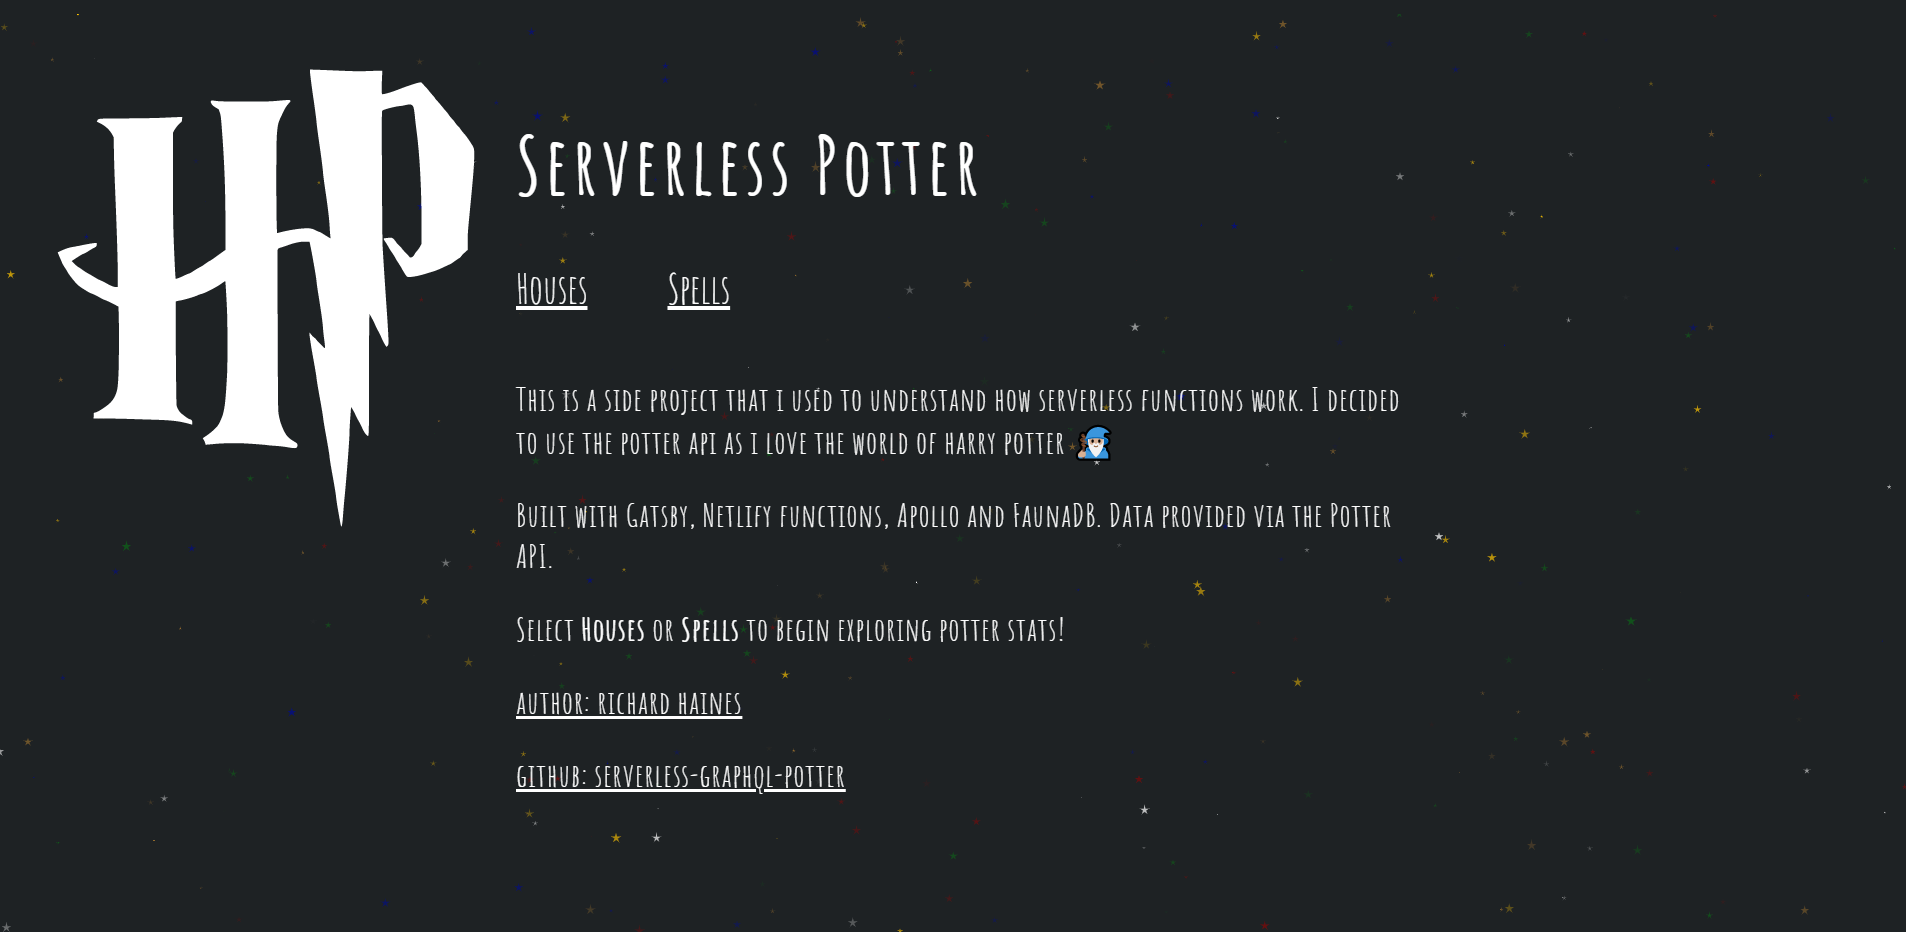 HP
Serverless Potter
Houses Spells
This is a side project that i used to understand how serverless functions work. I decided
to use the potter api as i love the world of harry potter 🧙
Built with Gatsby, Netlify functions, Apollo and FaunaDB. Data provided via the Potter
API.
Select Houses or Spells to begin exploring potter stats!
author: richard haines
github: serverless-graphql-potter